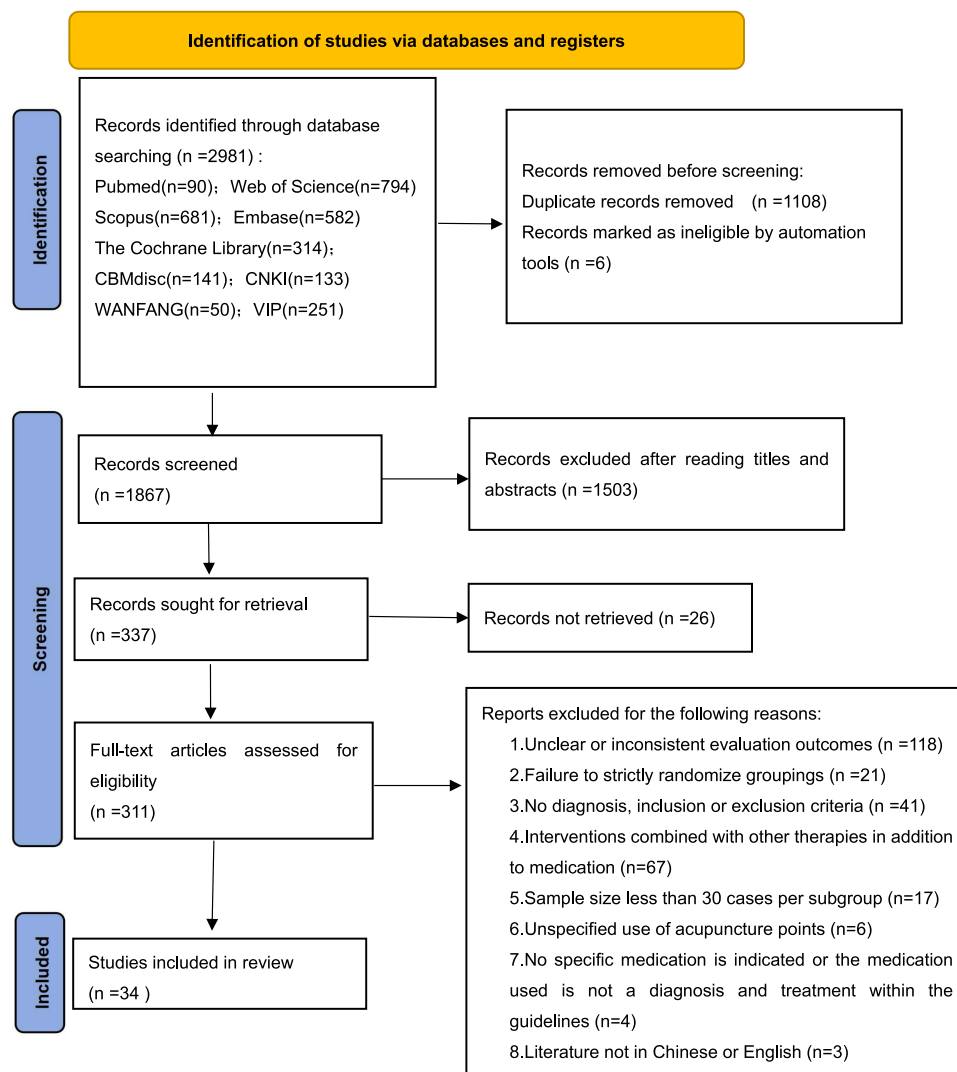 Identification of studies via databases and registers
Identification
Records identified through database
searching (n =2981) :
Pubmed(n=90)；Web of Science(n=794)
Scopus(n=681)；Embase(n=582)
The Cochrane Library(n=314)；
CBMdisc(n=141)；CNKI(n=133)
WANFANG(n=50)；VIP(n=251)
Records removed before screening:
Duplicate records removed (n =1108)
Records marked as ineligible by automation
tools (n =6)
Screening
Records screened
(n =1867)
Records excluded after reading titles and
abstracts (n =1503)
Records sought for retrieval
(n =337)
Records not retrieved (n =26)
Full-text articles assessed for
eligibility
(n =311)
Reports excluded for the following reasons:
1.Unclear or inconsistent evaluation outcomes (n =118)
2.Failure to strictly randomize groupings (n =21)
3.No diagnosis, inclusion or exclusion criteria (n =41)
4.Interventions combined with other therapies in addition
to medication (n=67)
5.Sample size less than 30 cases per subgroup (n=17)
6.Unspecified use of acupuncture points (n=6)
7.No specific medication is indicated or the medication
used is not a diagnosis and treatment within the
guidelines (n=4)
8.Literature not in Chinese or English (n=3)
Included
Studies included in review
(n =34 )